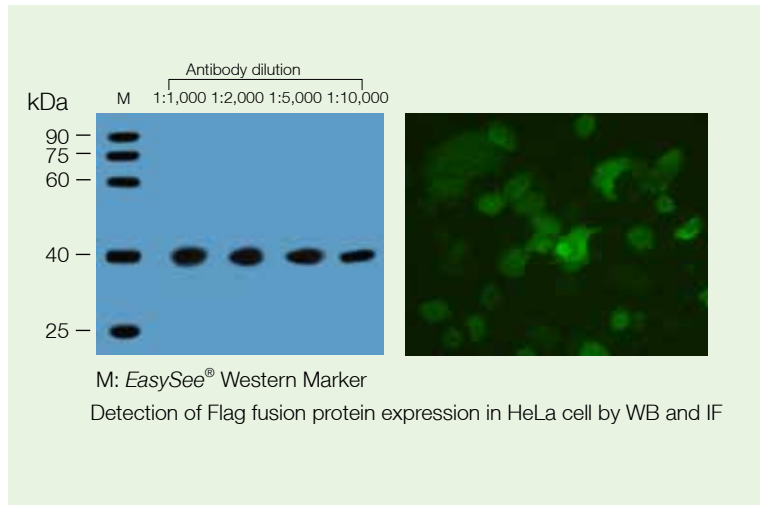 Antibody dilution
kDa M 1:1,000 1:2,000 1:5,000 1:10,000
90
75
60
40
25
M: EasySee® Western Marker
Detection of Flag fusion protein expression in HeLa cell by WB and IF